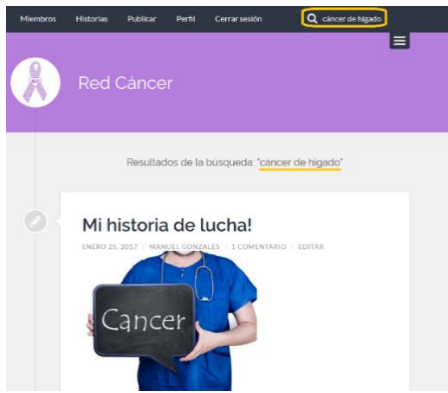 Miembros Historias Publicar Perfil Cerrar sesión cáncer de hígado
Red Cáncer
Resultados de la búsqueda: "cáncer de hígado"
Mi historia de lucha!
ENERO 25, 2017 / MANUEL GONZALES / 1 COMENTARIO / EDITAR
Cancer